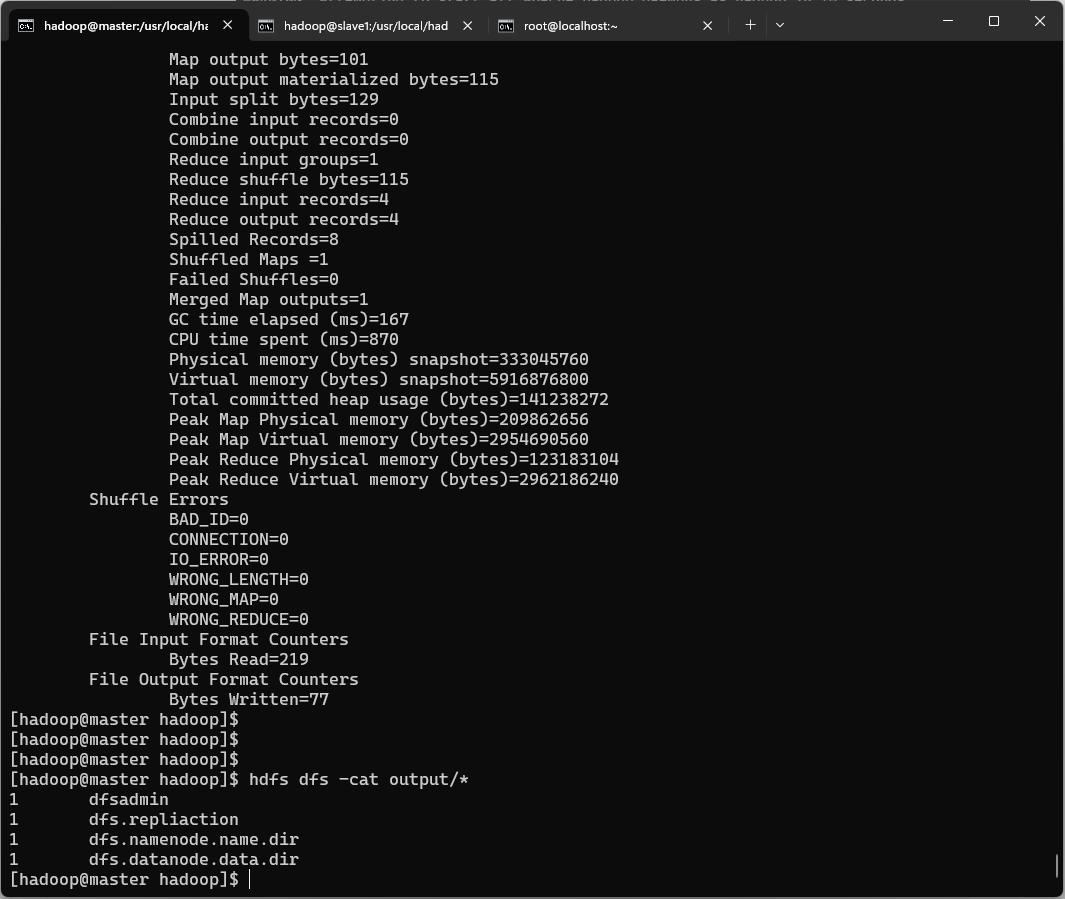 hadoop@master:/usr/local/ha
hadoop@slave1:/usr/local/had
root@localhost:~
Map output bytes=101
Map output materialized bytes=115
Input split bytes=129
Combine input records=0
Combine output records=0
Reduce input groups=1
Reduce shuffle bytes=115
Reduce input records=4
Reduce output records=4
Spilled Records=8
Shuffled Maps =1
Failed Shuffles=0
Merged Map outputs=1
GC time elapsed (ms)=167
CPU time spent (ms)=870
Physical memory (bytes) snapshot=333045760
Virtual memory (bytes) snapshot=5916876800
Total committed heap usage (bytes)=141238272
Peak Map Physical memory (bytes)=209862656
Peak Map Virtual memory (bytes)=2954690560
Peak Reduce Physical memory (bytes)=123183104
Peak Reduce Virtual memory (bytes)=2962186240
Shuffle Errors
BAD_ID=0
CONNECTION=0
IO_ERROR=0
WRONG_LENGTH=0
WRONG_MAP=0
WRONG_REDUCE=0
File Input Format Counters
Bytes Read=219
File Output Format Counters
Bytes Written=77
[hadoop@master hadoop]$
[hadoop@master hadoop]$
[hadoop@master hadoop]$
[hadoop@master hadoop]$ hdfs dfs -cat output/*
1 dfsadmin
1 dfs.repliaction
1 dfs.namenode.name.dir
1 dfs.datanode.data.dir
[hadoop@master hadoop]$